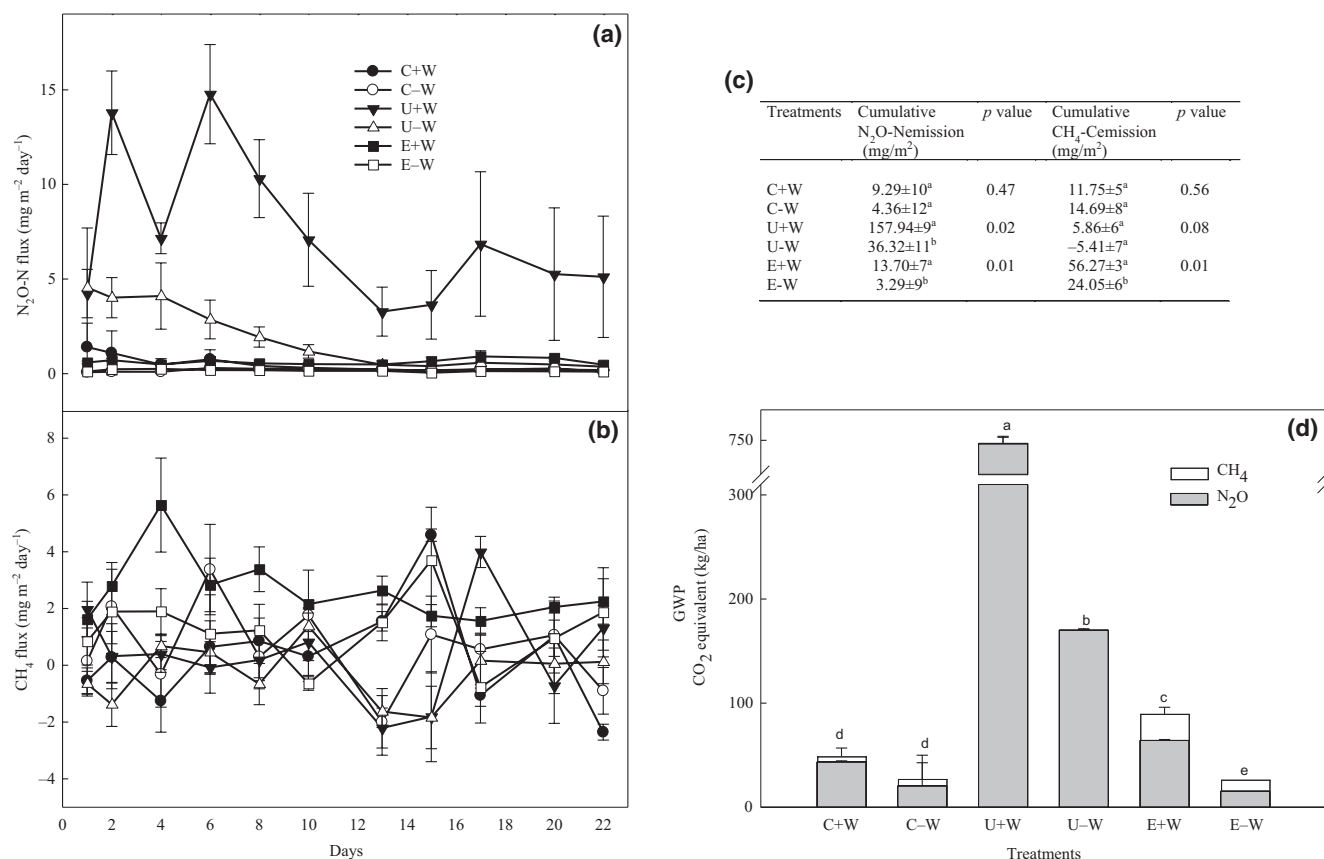 (a)
15
10
5
0
N₂O-N flux (mg m⁻² day⁻¹)
C+W
C–W
U+W
U–W
E+W
E–W
(b)
8
6
4
2
0
–2
–4
CH₄ flux (mg m⁻² day⁻¹)
0 2 4 6 8 10 12 14 16 18 20 22
Days
(c)
Treatments Cumulative p value Cumulative p value
N₂O-Nemission CH₄-Cemission
(mg/m²) (mg/m²)
C+W 9.29±10ᵃ 0.47 11.75±5ᵃ 0.56
C-W 4.36±12ᵃ 14.69±8ᵃ
U+W 157.94±9ᵃ 0.02 5.86±6ᵃ 0.08
U-W 36.32±11ᵇ –5.41±7ᵃ
E+W 13.70±7ᵃ 0.01 56.27±3ᵃ 0.01
E-W 3.29±9ᵇ 24.05±6ᵇ
(d)
750
300
200
100
0
GWP
CO₂ equivalent (kg/ha)
CH₄
N₂O
d d a b c e
C+W C–W U+W U–W E+W E–W
Treatments